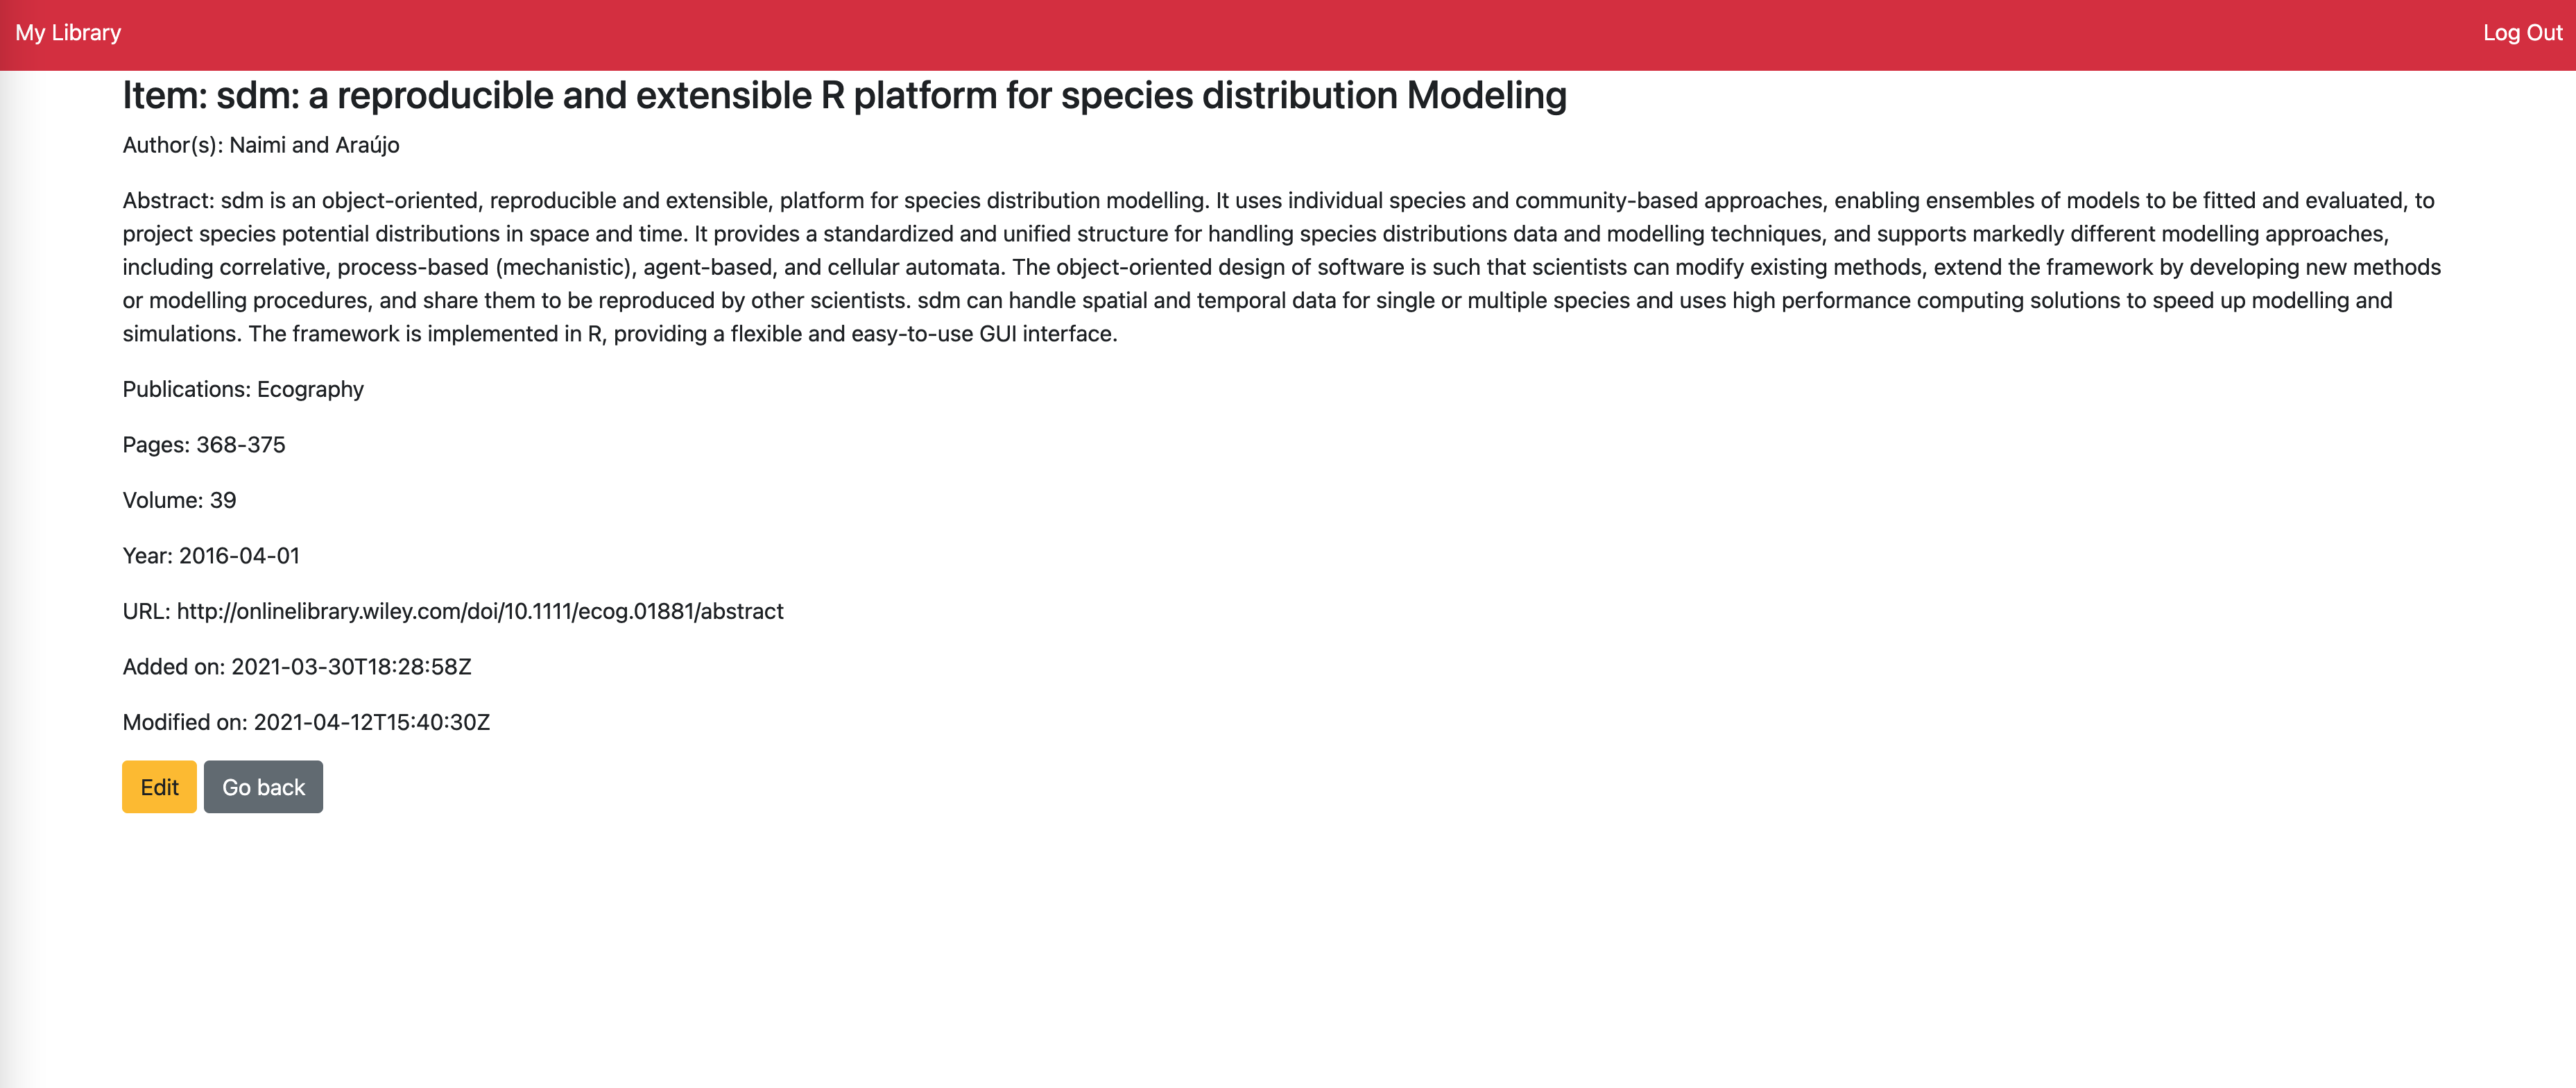 My Library
Log Out
Item: sdm: a reproducible and extensible R platform for species distribution Modeling
Author(s): Naimi and Araújo
Abstract: sdm is an object-oriented, reproducible and extensible, platform for species distribution modelling. It uses individual species and community-based approaches, enabling ensembles of models to be fitted and evaluated, to
project species potential distributions in space and time. It provides a standardized and unified structure for handling species distributions data and modelling techniques, and supports markedly different modelling approaches,
including correlative, process-based (mechanistic), agent-based, and cellular automata. The object-oriented design of software is such that scientists can modify existing methods, extend the framework by developing new methods
or modelling procedures, and share them to be reproduced by other scientists. sdm can handle spatial and temporal data for single or multiple species and uses high performance computing solutions to speed up modelling and
simulations. The framework is implemented in R, providing a flexible and easy-to-use GUI interface.
Publications: Ecography
Pages: 368-375
Volume: 39
Year: 2016-04-01
URL: http://onlinelibrary.wiley.com/doi/10.1111/ecog.01881/abstract
Added on: 2021-03-30T18:28:58Z
Modified on: 2021-04-12T15:40:30Z
Edit
Go back